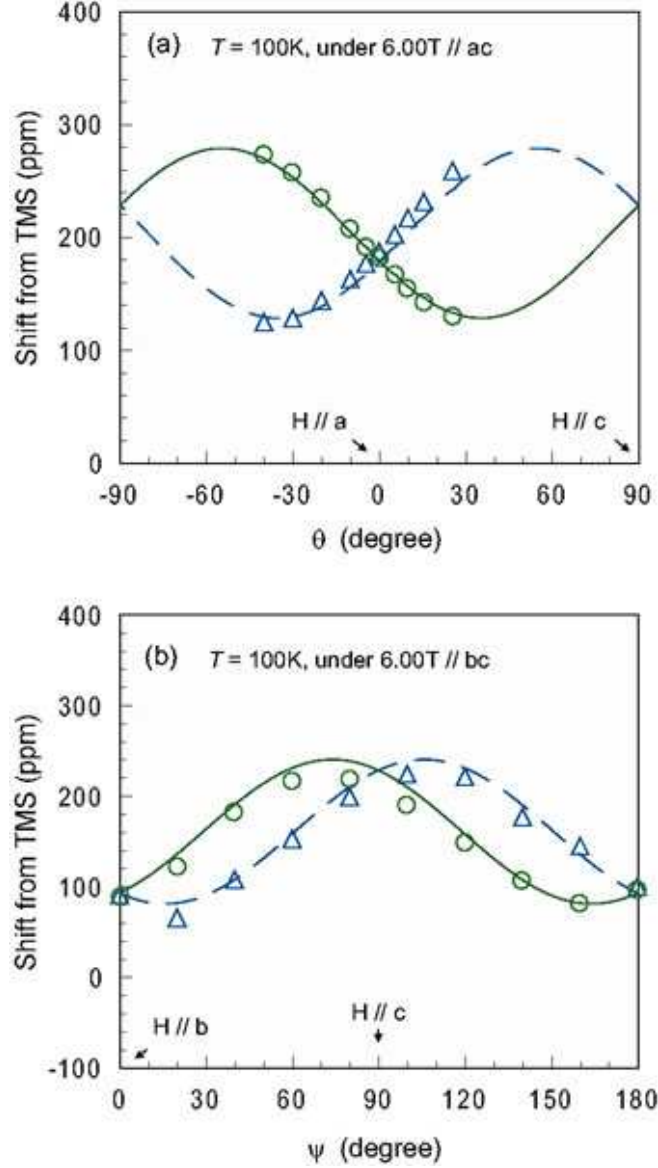 400
(a) T = 100K, under 6.00T // ac
300
Shift from TMS (ppm)
200
100
H // a
H // c
0
-90 -60 -30 0 30 60 90
θ (degree)
400
(b) T = 100K, under 6.00T // bc
300
Shift from TMS (ppm)
200
100
0
H // b
H // c
-100
0 30 60 90 120 150 180
ψ (degree)